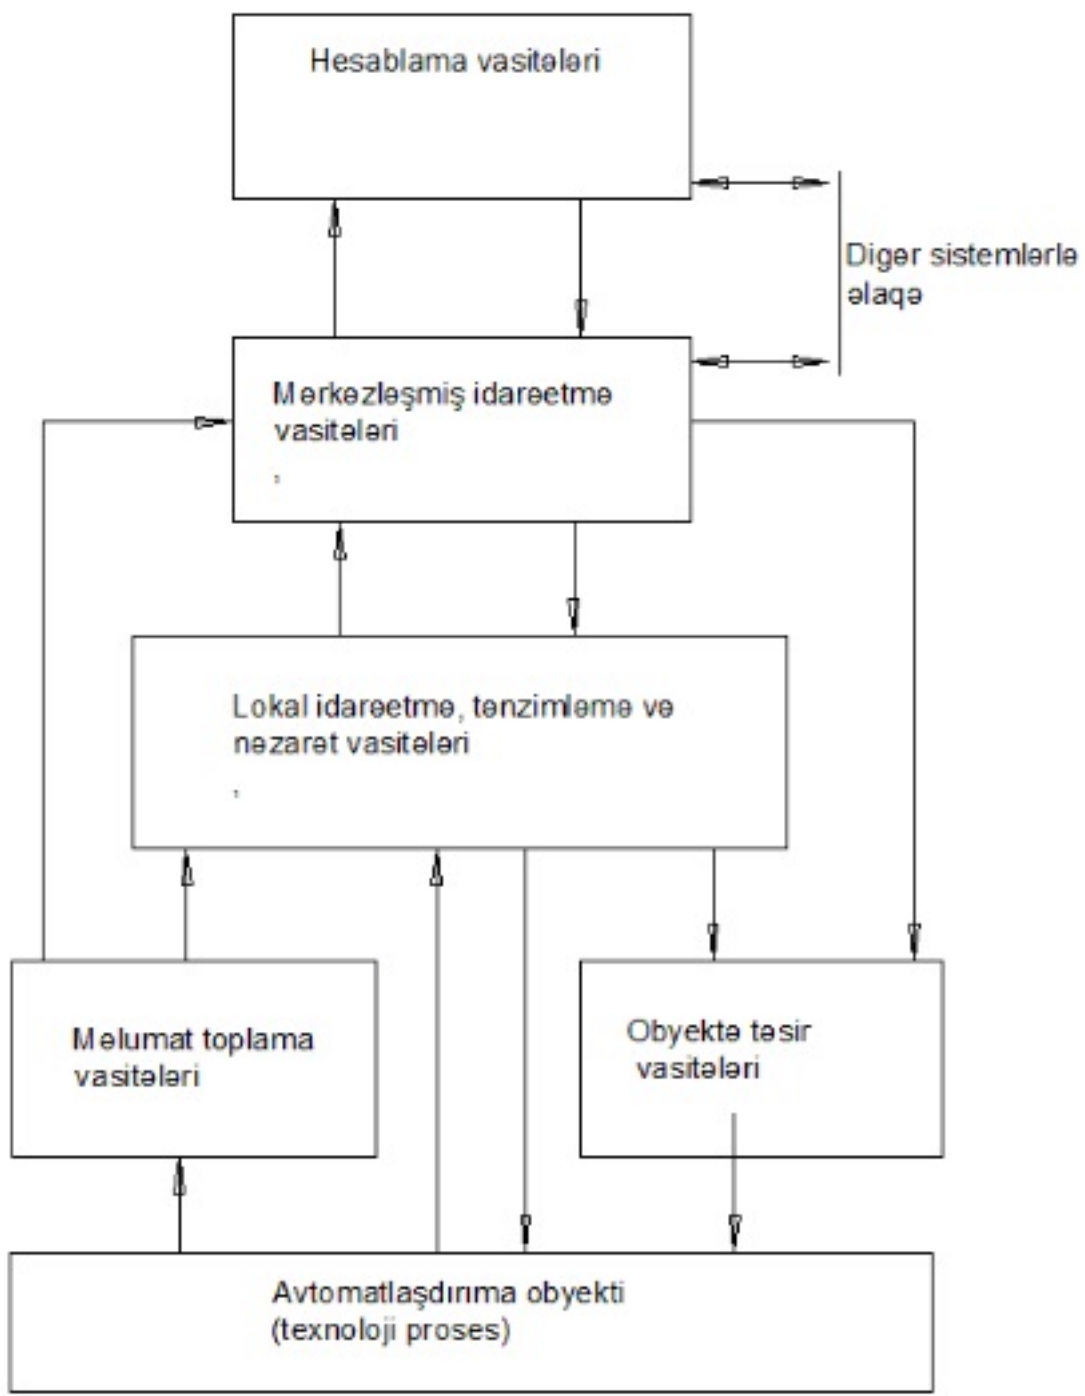 Hesablama vasitələri
Digər sistemlərlə
əlaqə
Mərkəzləşmiş idarəetmə
vasitələri
,
Lokal idarəetmə, tənzimləmə və
nəzarət vasitələri
,
Məlumat toplama
vasitələri
Obyektə təsir
vasitələri
Avtomatlaşdırıma obyekti
(texnoloji proses)